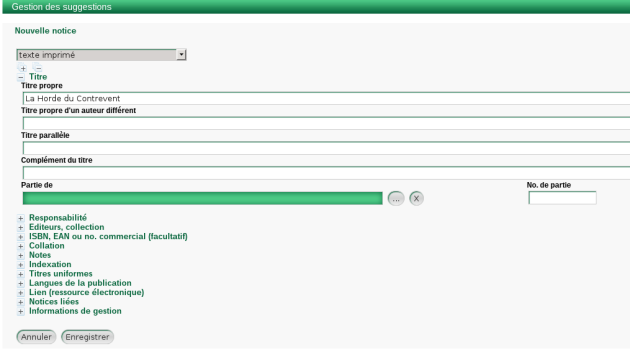 Gestion des suggestions
Nouvelle notice
texte imprimé
Titre
Titre propre
La Horde du Contrevent
Titre propre d'un auteur différent
Titre parallèle
Complément du titre
Partie de
No. de partie
... X
Responsabilité
Editeurs, collection
ISBN, EAN ou no. commercial (facultatif)
Collation
Notes
Indexation
Titres uniformes
Langues de la publication
Lien (ressource électronique)
Notices liées
Informations de gestion
Annuler Enregistrer